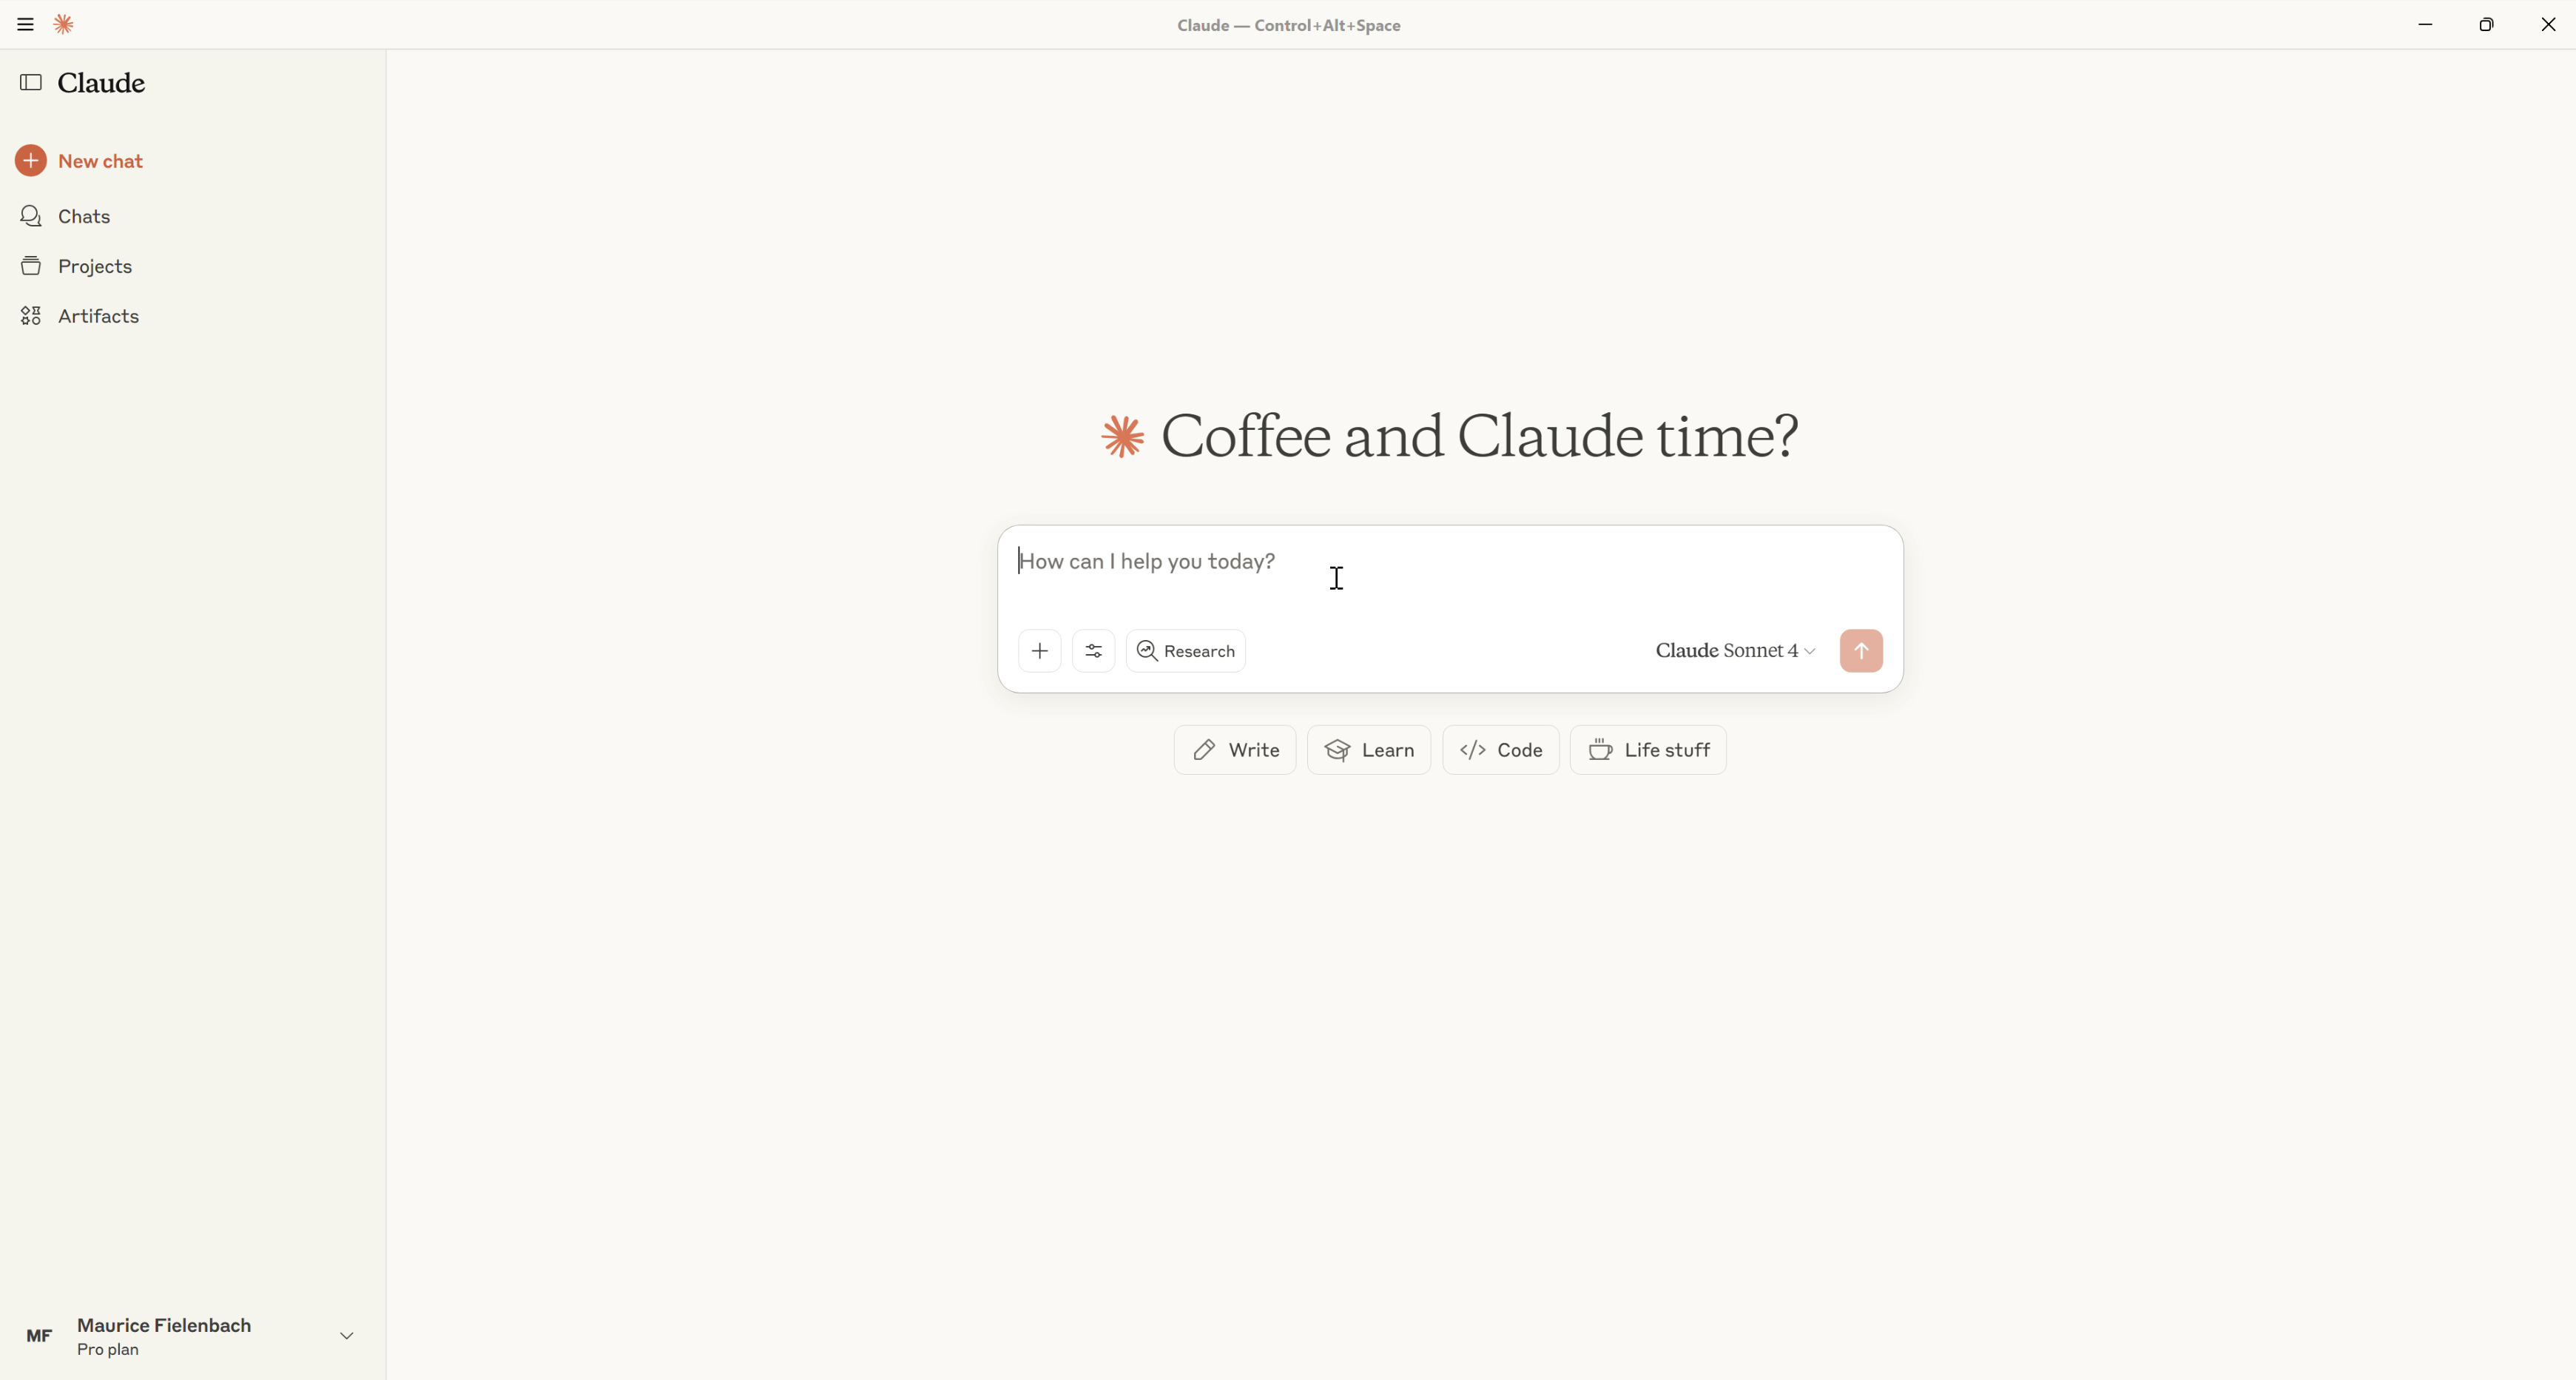 Claude — Control+Alt+Space
Claude
New chat
Chats
Projects
Artifacts
Coffee and Claude time?
How can I help you today?
Research
Claude Sonnet 4
Write
Learn
</> Code
Life stuff
MF
Maurice Fielenbach
Pro plan